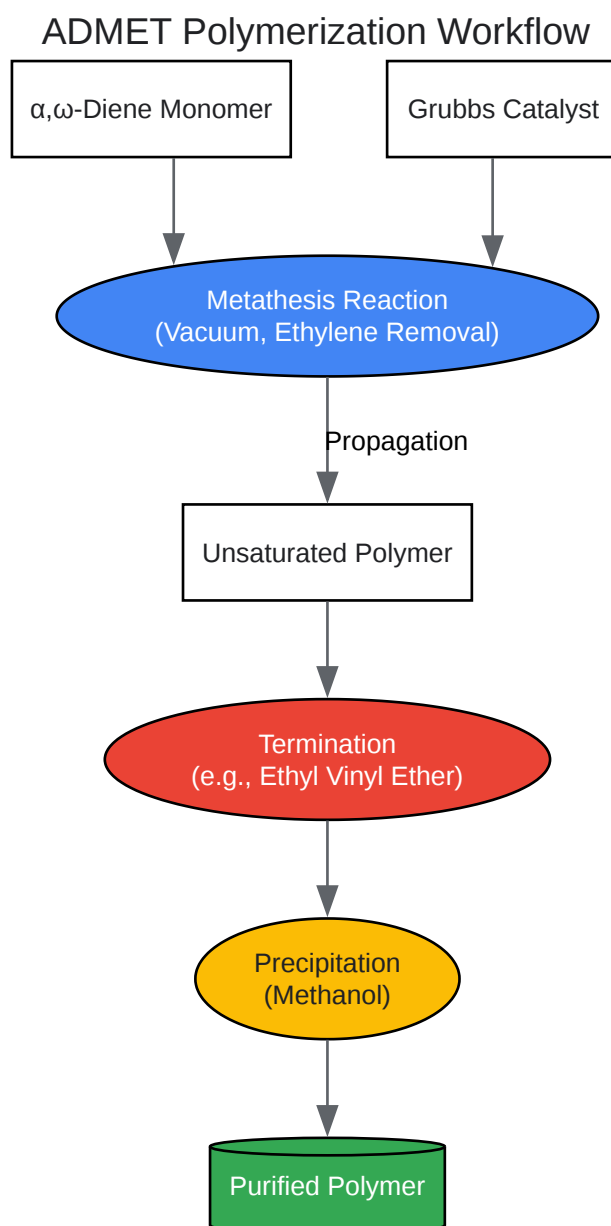 ADMET Polymerization Workflow
α,ω-Diene Monomer
Grubbs Catalyst
Metathesis Reaction
(Vacuum, Ethylene Removal)
Propagation
Unsaturated Polymer
Termination
(e.g., Ethyl Vinyl Ether)
Precipitation
(Methanol)
Purified Polymer